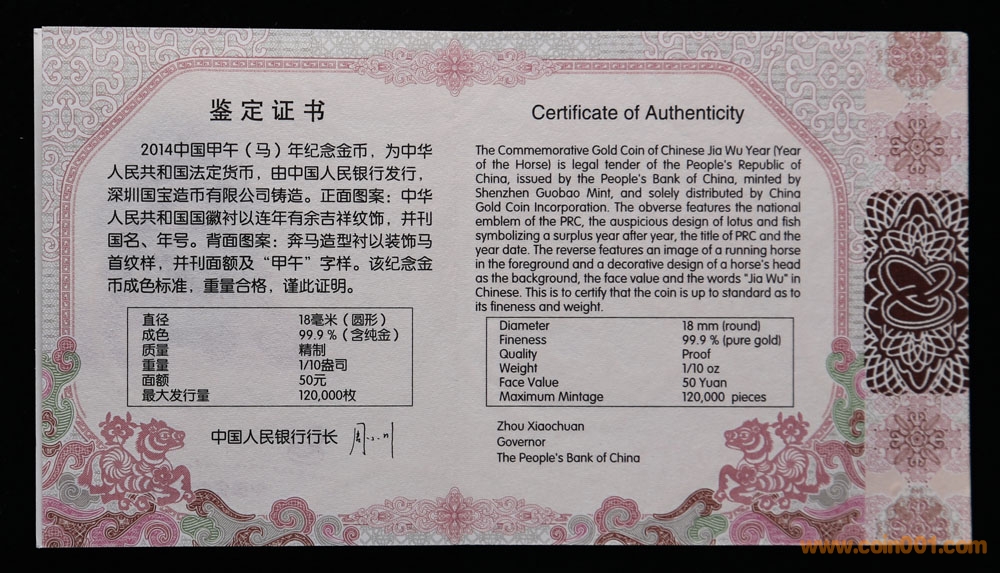 鉴定证书
2014中国甲午（马）年纪念金币，为中华
人民共和国法定货币，由中国人民银行发行，
深圳国宝造币有限公司铸造。正面图案：中华
人民共和国国徽衬以连年有余吉祥纹饰，并刊
国名、年号。背面图案：奔马造型衬以装饰马
首纹样，并刊面额及“甲午”字样。该纪念金
币成色标准，重量合格，谨此证明。
直径 18毫米（圆形）
成色 99.9％（含纯金）
质量 精制
重量 1/10盎司
面额 50元
最大发行量 120,000枚
中国人民银行行长
Certificate of Authenticity
The Commemorative Gold Coin of Chinese Jia Wu Year (Year
of the Horse) is legal tender of the People's Republic of
China, issued by the People's Bank of China, minted by
Shenzhen Guobao Mint, and solely distributed by China
Gold Coin Incorporation. The obverse features the national
emblem of the PRC, the auspicious design of lotus and fish
symbolizing a surplus year after year, the title of PRC and the
year date. The reverse features an image of a running horse
in the foreground and a decorative design of a horse's head
as the background, the face value and the words "Jia Wu" in
Chinese. This is to certify that the coin is up to standard as to
its fineness and weight.
Diameter 18 mm (round)
Fineness 99.9 % (pure gold)
Quality Proof
Weight 1/10 oz
Face Value 50 Yuan
Maximum Mintage 120,000 pieces
Zhou Xiaochuan
Governor
The People's Bank of China
www.coin001.com